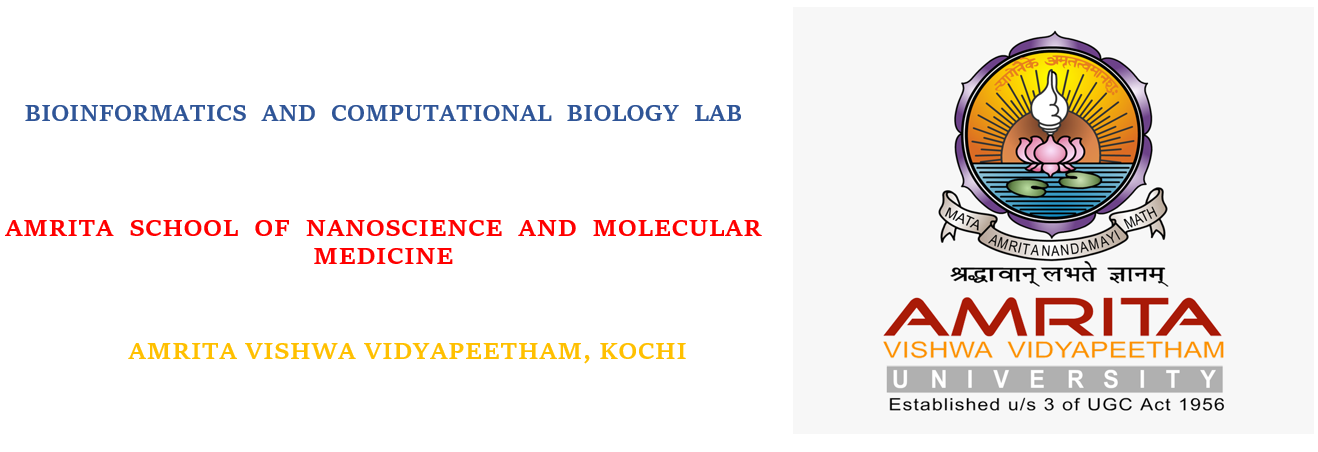 BIOINFORMATICS AND COMPUTATIONAL BIOLOGY LAB
AMRITA SCHOOL OF NANOSCIENCE AND MOLECULAR
MEDICINE
AMRITA VISHWA VIDYAPEETHAM, KOCHI
MATA
AMRITANANDAMAYI
MATH
श्रद्धावान् लभते ज्ञानम्
AMRITA
VISHWA VIDYAPEETHAM
UNIVERSITY
Established u/s 3 of UGC Act 1956